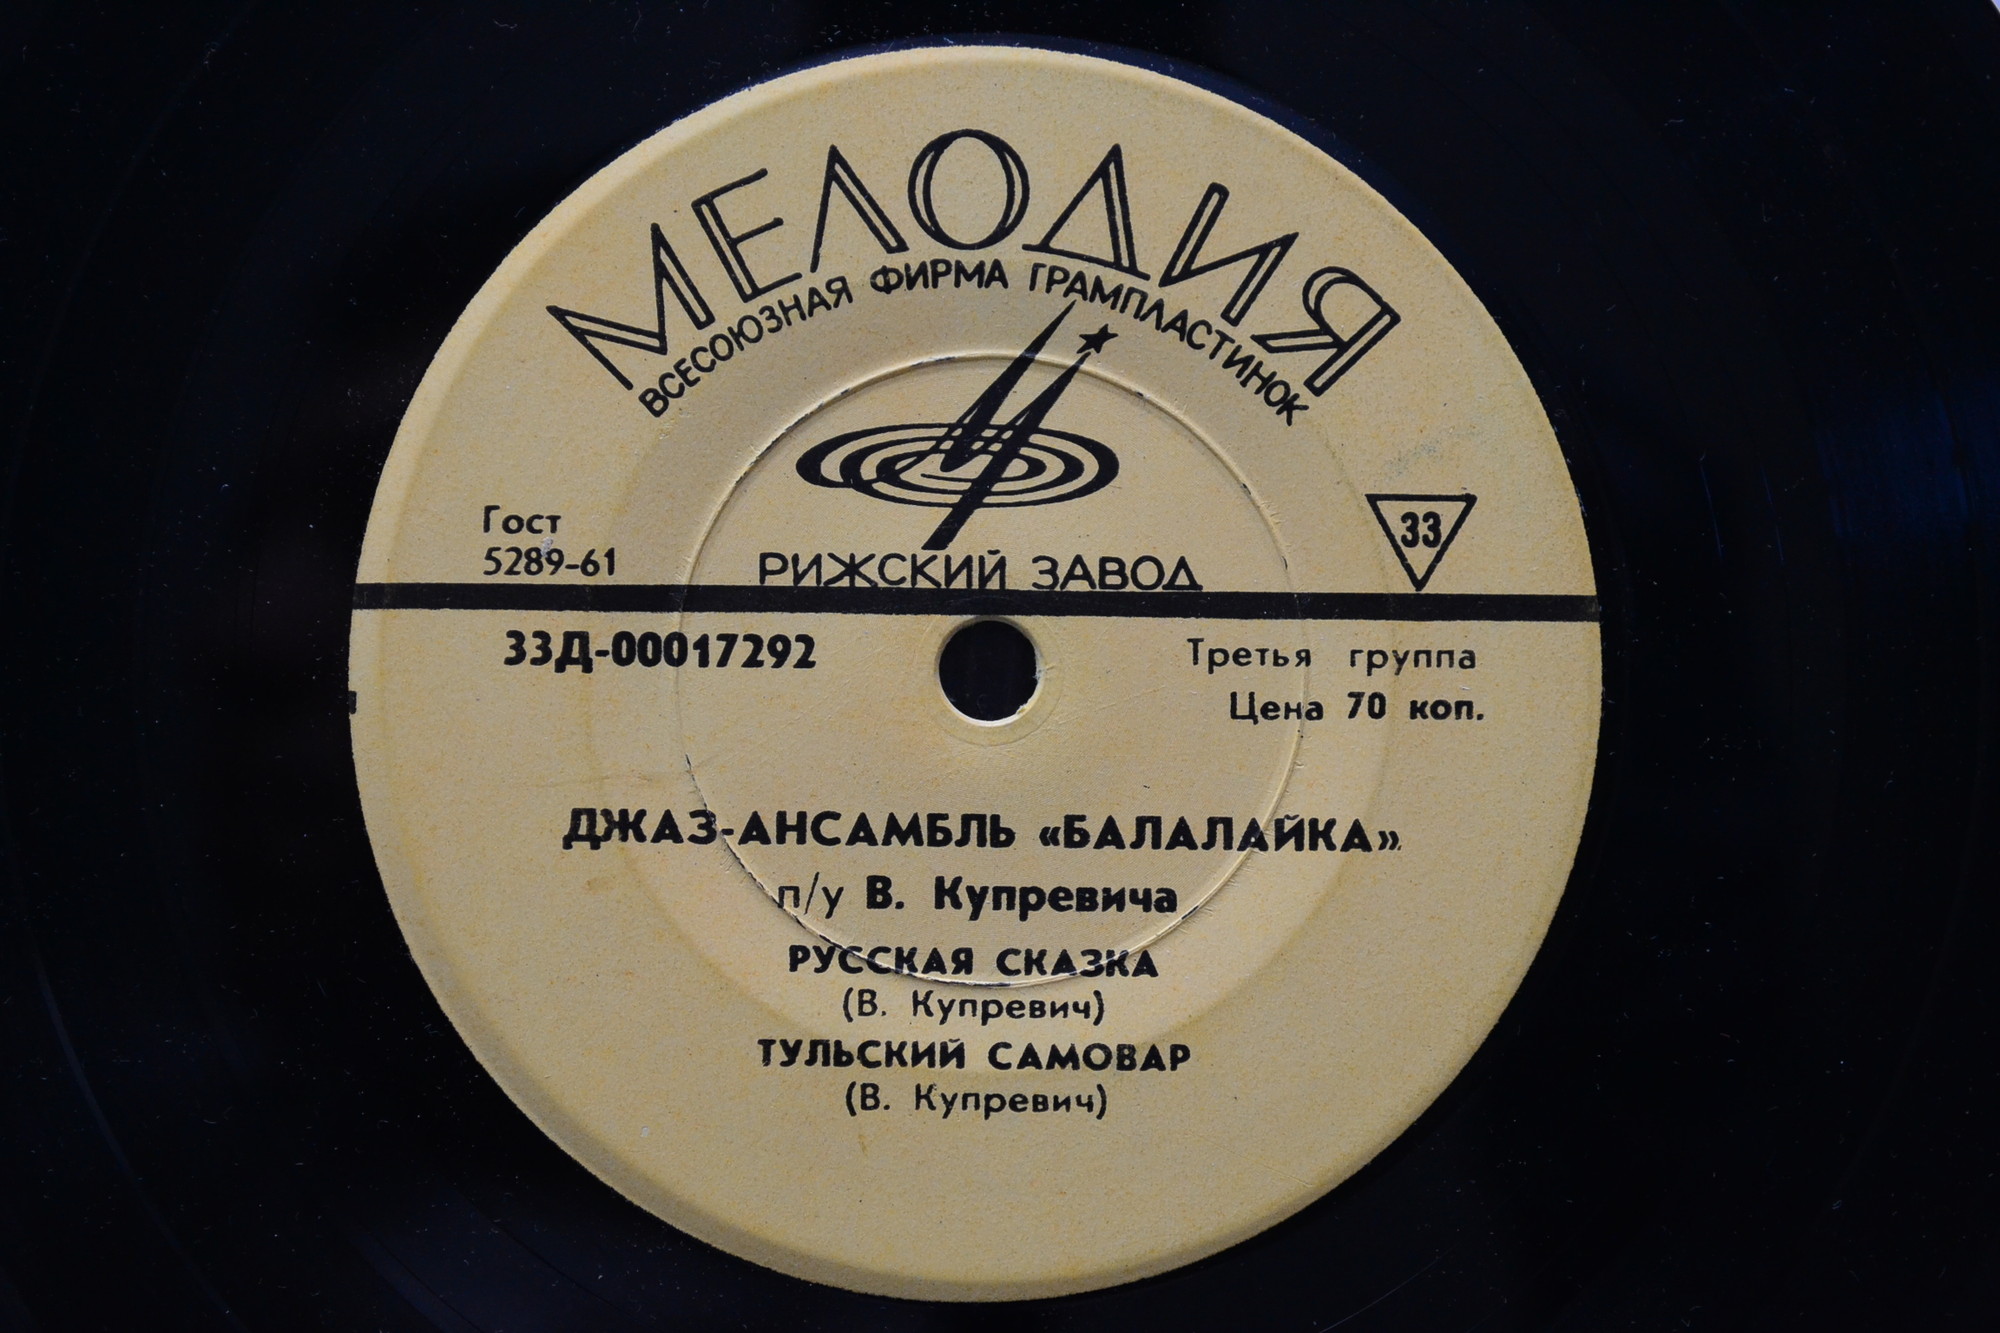 МЕЛОДИЯ
ВСЕСОЮЗНАЯ ФИРМА ГРАМПЛАСТИНОК
Гост
5289-61
33
РИЖСКИЙ ЗАВОД
33Д-00017292
Третья группа
Цена 70 коп.
ДЖАЗ-АНСАМБЛЬ «БАЛАЛАЙКА»
п/у В. Купревича
РУССКАЯ СКАЗКА
(В. Купревич)
ТУЛЬСКИЙ САМОВАР
(В. Купревич)